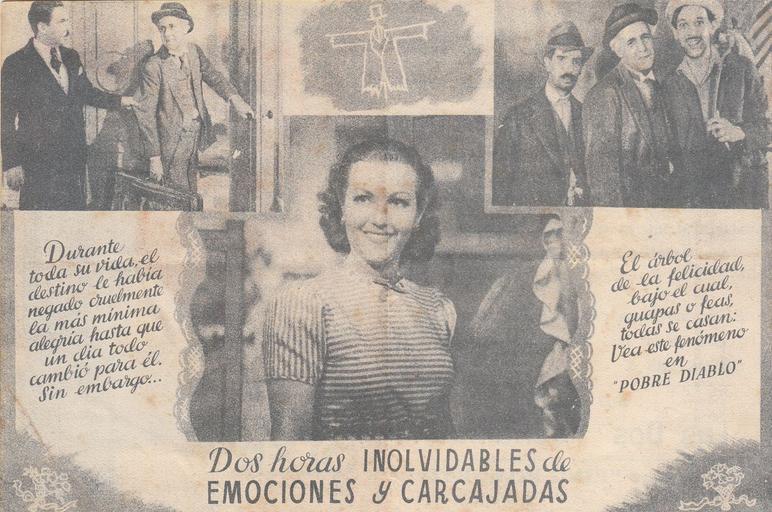 Durante
toda su vida, el
destino le había
negado cruelmente
la más mínima
alegría hasta que
un dia todo
cambió para él.
Sin embargo...
El árbol
de la felicidad,
bajo el cual,
guapas o feas,
todas se casan:
Vea este fenómeno
en
"POBRE DIABLO"
Dos horas INOLVIDABLES de
EMOCIONES y CARCAJADAS